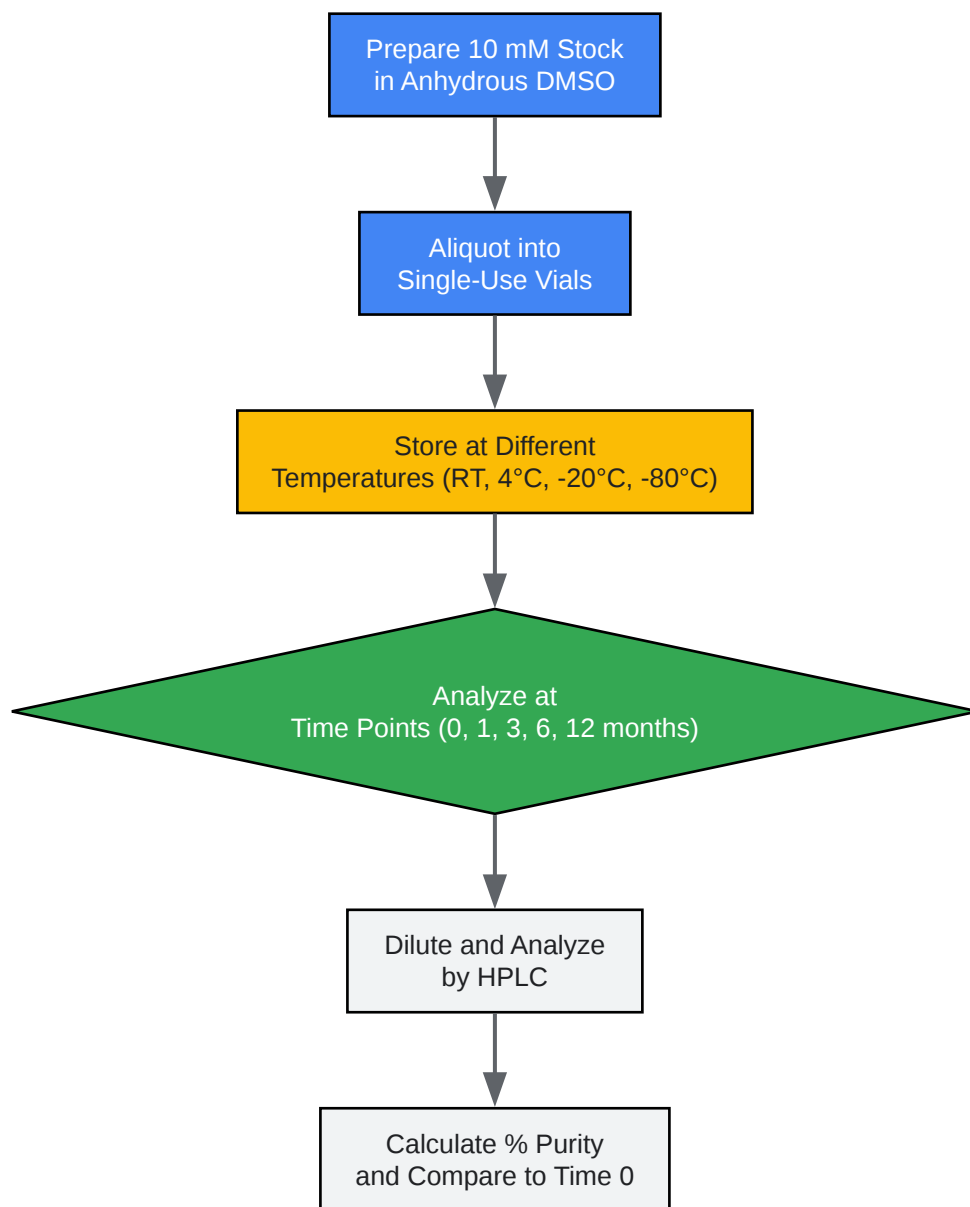 Prepare 10 mM Stock
in Anhydrous DMSO
Aliquot into
Single-Use Vials
Store at Different
Temperatures (RT, 4°C, -20°C, -80°C)
Analyze at
Time Points (0, 1, 3, 6, 12 months)
Dilute and Analyze
by HPLC
Calculate % Purity
and Compare to Time 0